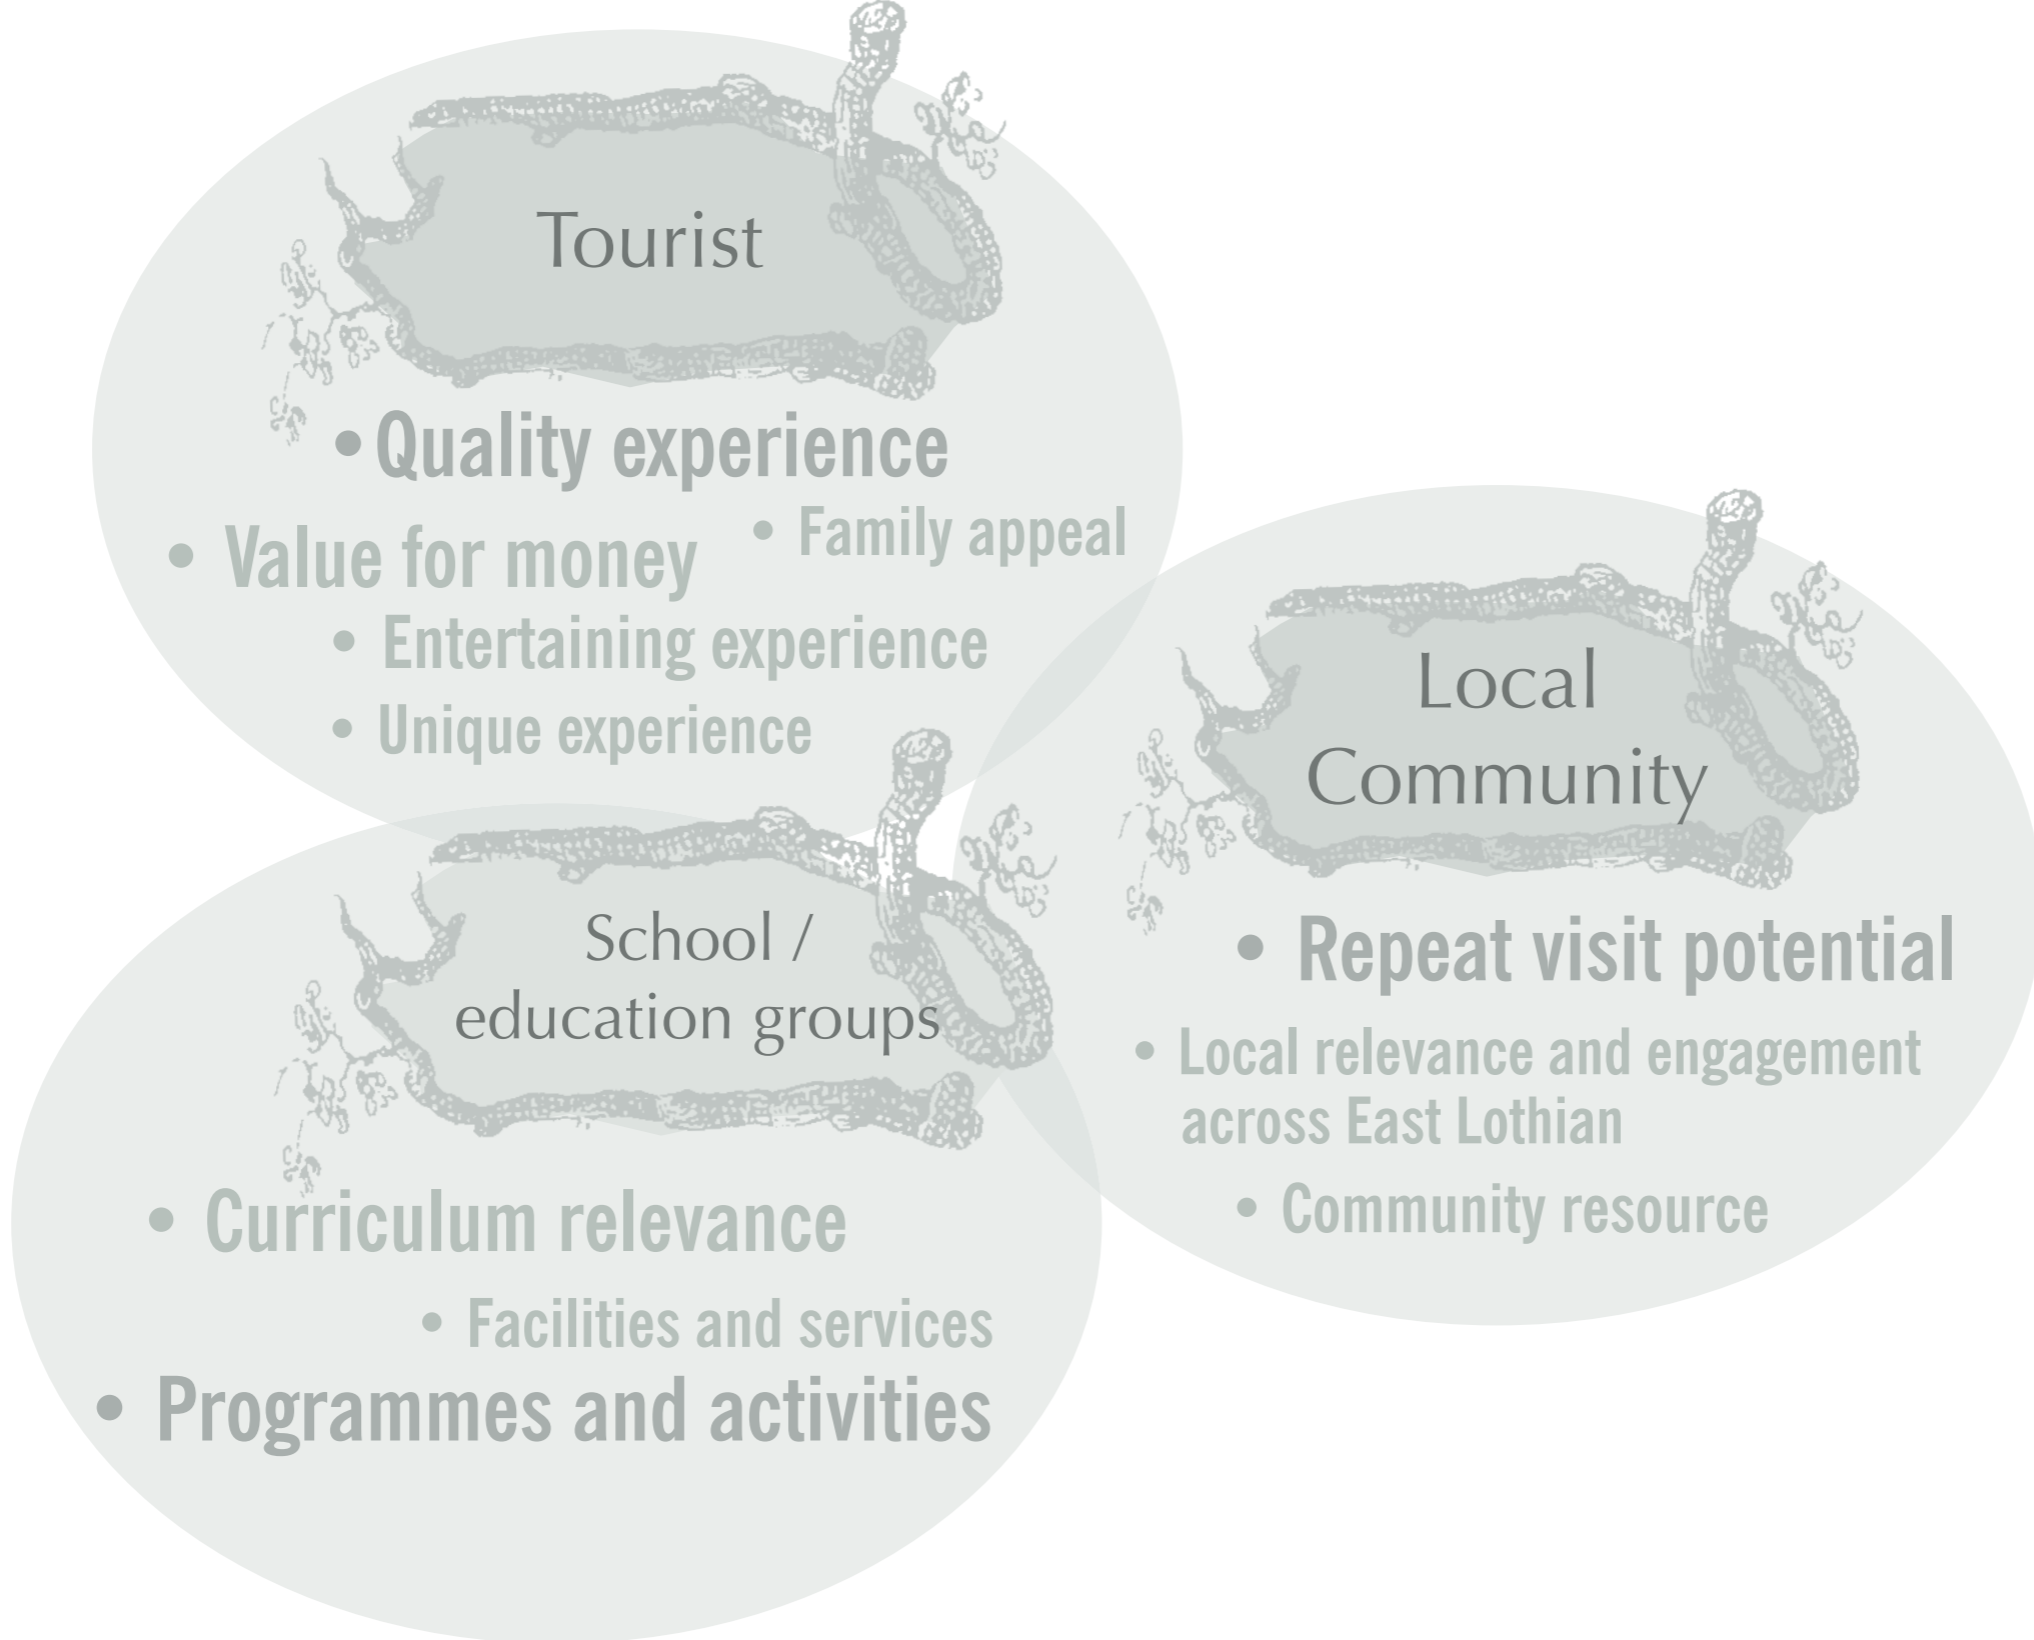 Tourist
• Quality experience
• Family appeal
• Value for money
• Entertaining experience
• Unique experience
Local
Community
• Repeat visit potential
• Local relevance and engagement
across East Lothian
• Community resource
School /
education groups
• Curriculum relevance
• Facilities and services
• Programmes and activities